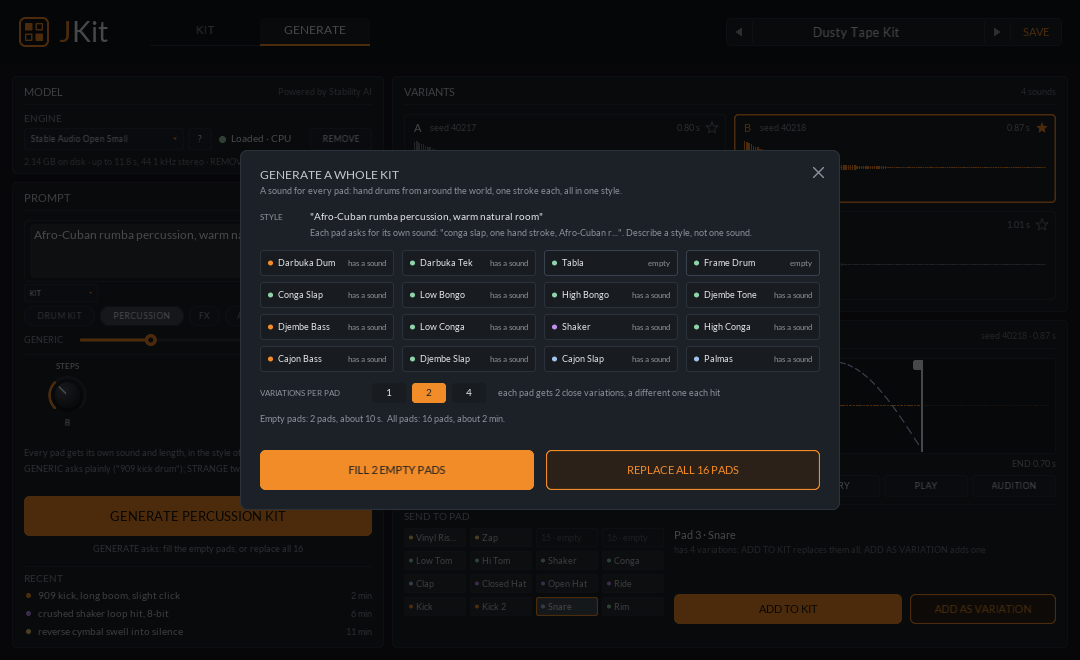 JKit
KIT
GENERATE
Dusty Tape Kit
SAVE
MODEL
Powered by Stability AI
ENGINE
Stable Audio Open Small
?
Loaded · CPU
REMOVE
2.14 GB on disk · up to 11.8 s, 44.1 kHz stereo · REMOV
VARIANTS
4 sounds
A seed 40217
0.80 s
B seed 40218
0.87 s
1.01 s
PROMPT
Afro-Cuban rumba percussion, warm na
KIT
DRUM KIT
PERCUSSION
FX
GENERIC
STEPS
8
Every pad gets its own sound and length, in the style of
GENERIC asks plainly ("909 kick drum"); STRANGE tw
GENERATE PERCUSSION KIT
GENERATE asks: fill the empty pads, or replace all 16
RECENT
909 kick, long boom, slight click 2 min
crushed shaker loop hit, 8-bit 6 min
reverse cymbal swell into silence 11 min
GENERATE A WHOLE KIT
A sound for every pad: hand drums from around the world, one stroke each, all in one style.
STYLE
"Afro-Cuban rumba percussion, warm natural room"
Each pad asks for its own sound: "conga slap, one hand stroke, Afro-Cuban r...". Describe a style, not one sound.
Darbuka Dum has a sound
Darbuka Tek has a sound
Tabla empty
Frame Drum empty
Conga Slap has a sound
Low Bongo has a sound
High Bongo has a sound
Djembe Tone has a sound
Djembe Bass has a sound
Low Conga has a sound
Shaker has a sound
High Conga has a sound
Cajon Bass has a sound
Djembe Slap has a sound
Cajon Slap has a sound
Palmas has a sound
VARIATIONS PER PAD
1
2
4
each pad gets 2 close variations, a different one each hit
Empty pads: 2 pads, about 10 s. All pads: 16 pads, about 2 min.
FILL 2 EMPTY PADS
REPLACE ALL 16 PADS
seed 40218 · 0.87 s
END 0.70 s
RY
PLAY
AUDITION
SEND TO PAD
Vinyl Ris...
Zap
15 · empty
16 · empty
Low Tom
Hi Tom
Shaker
Conga
Clap
Closed Hat
Open Hat
Ride
Kick
Kick 2
Snare
Rim
Pad 3 · Snare
has 4 variations: ADD TO KIT replaces them all, ADD AS VARIATION adds one
ADD TO KIT
ADD AS VARIATION